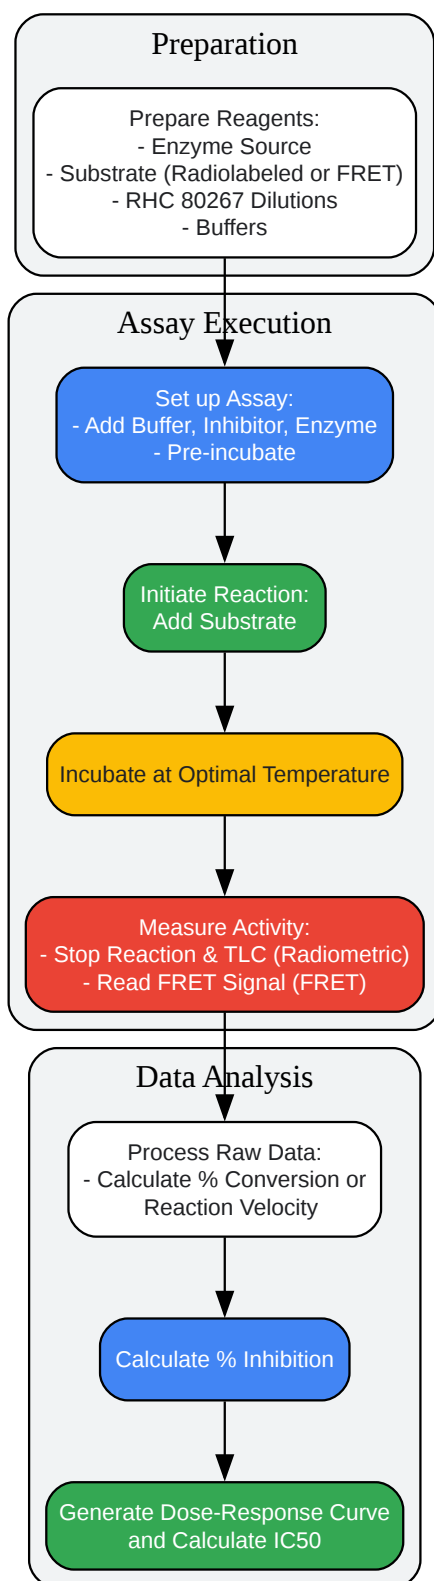 Preparation
Prepare Reagents:
- Enzyme Source
- Substrate (Radiolabeled or FRET)
- RHC 80267 Dilutions
- Buffers
Assay Execution
Set up Assay:
- Add Buffer, Inhibitor, Enzyme
- Pre-incubate
Initiate Reaction:
Add Substrate
Incubate at Optimal Temperature
Measure Activity:
- Stop Reaction & TLC (Radiometric)
- Read FRET Signal (FRET)
Data Analysis
Process Raw Data:
- Calculate % Conversion or
Reaction Velocity
Calculate % Inhibition
Generate Dose-Response Curve
and Calculate IC50